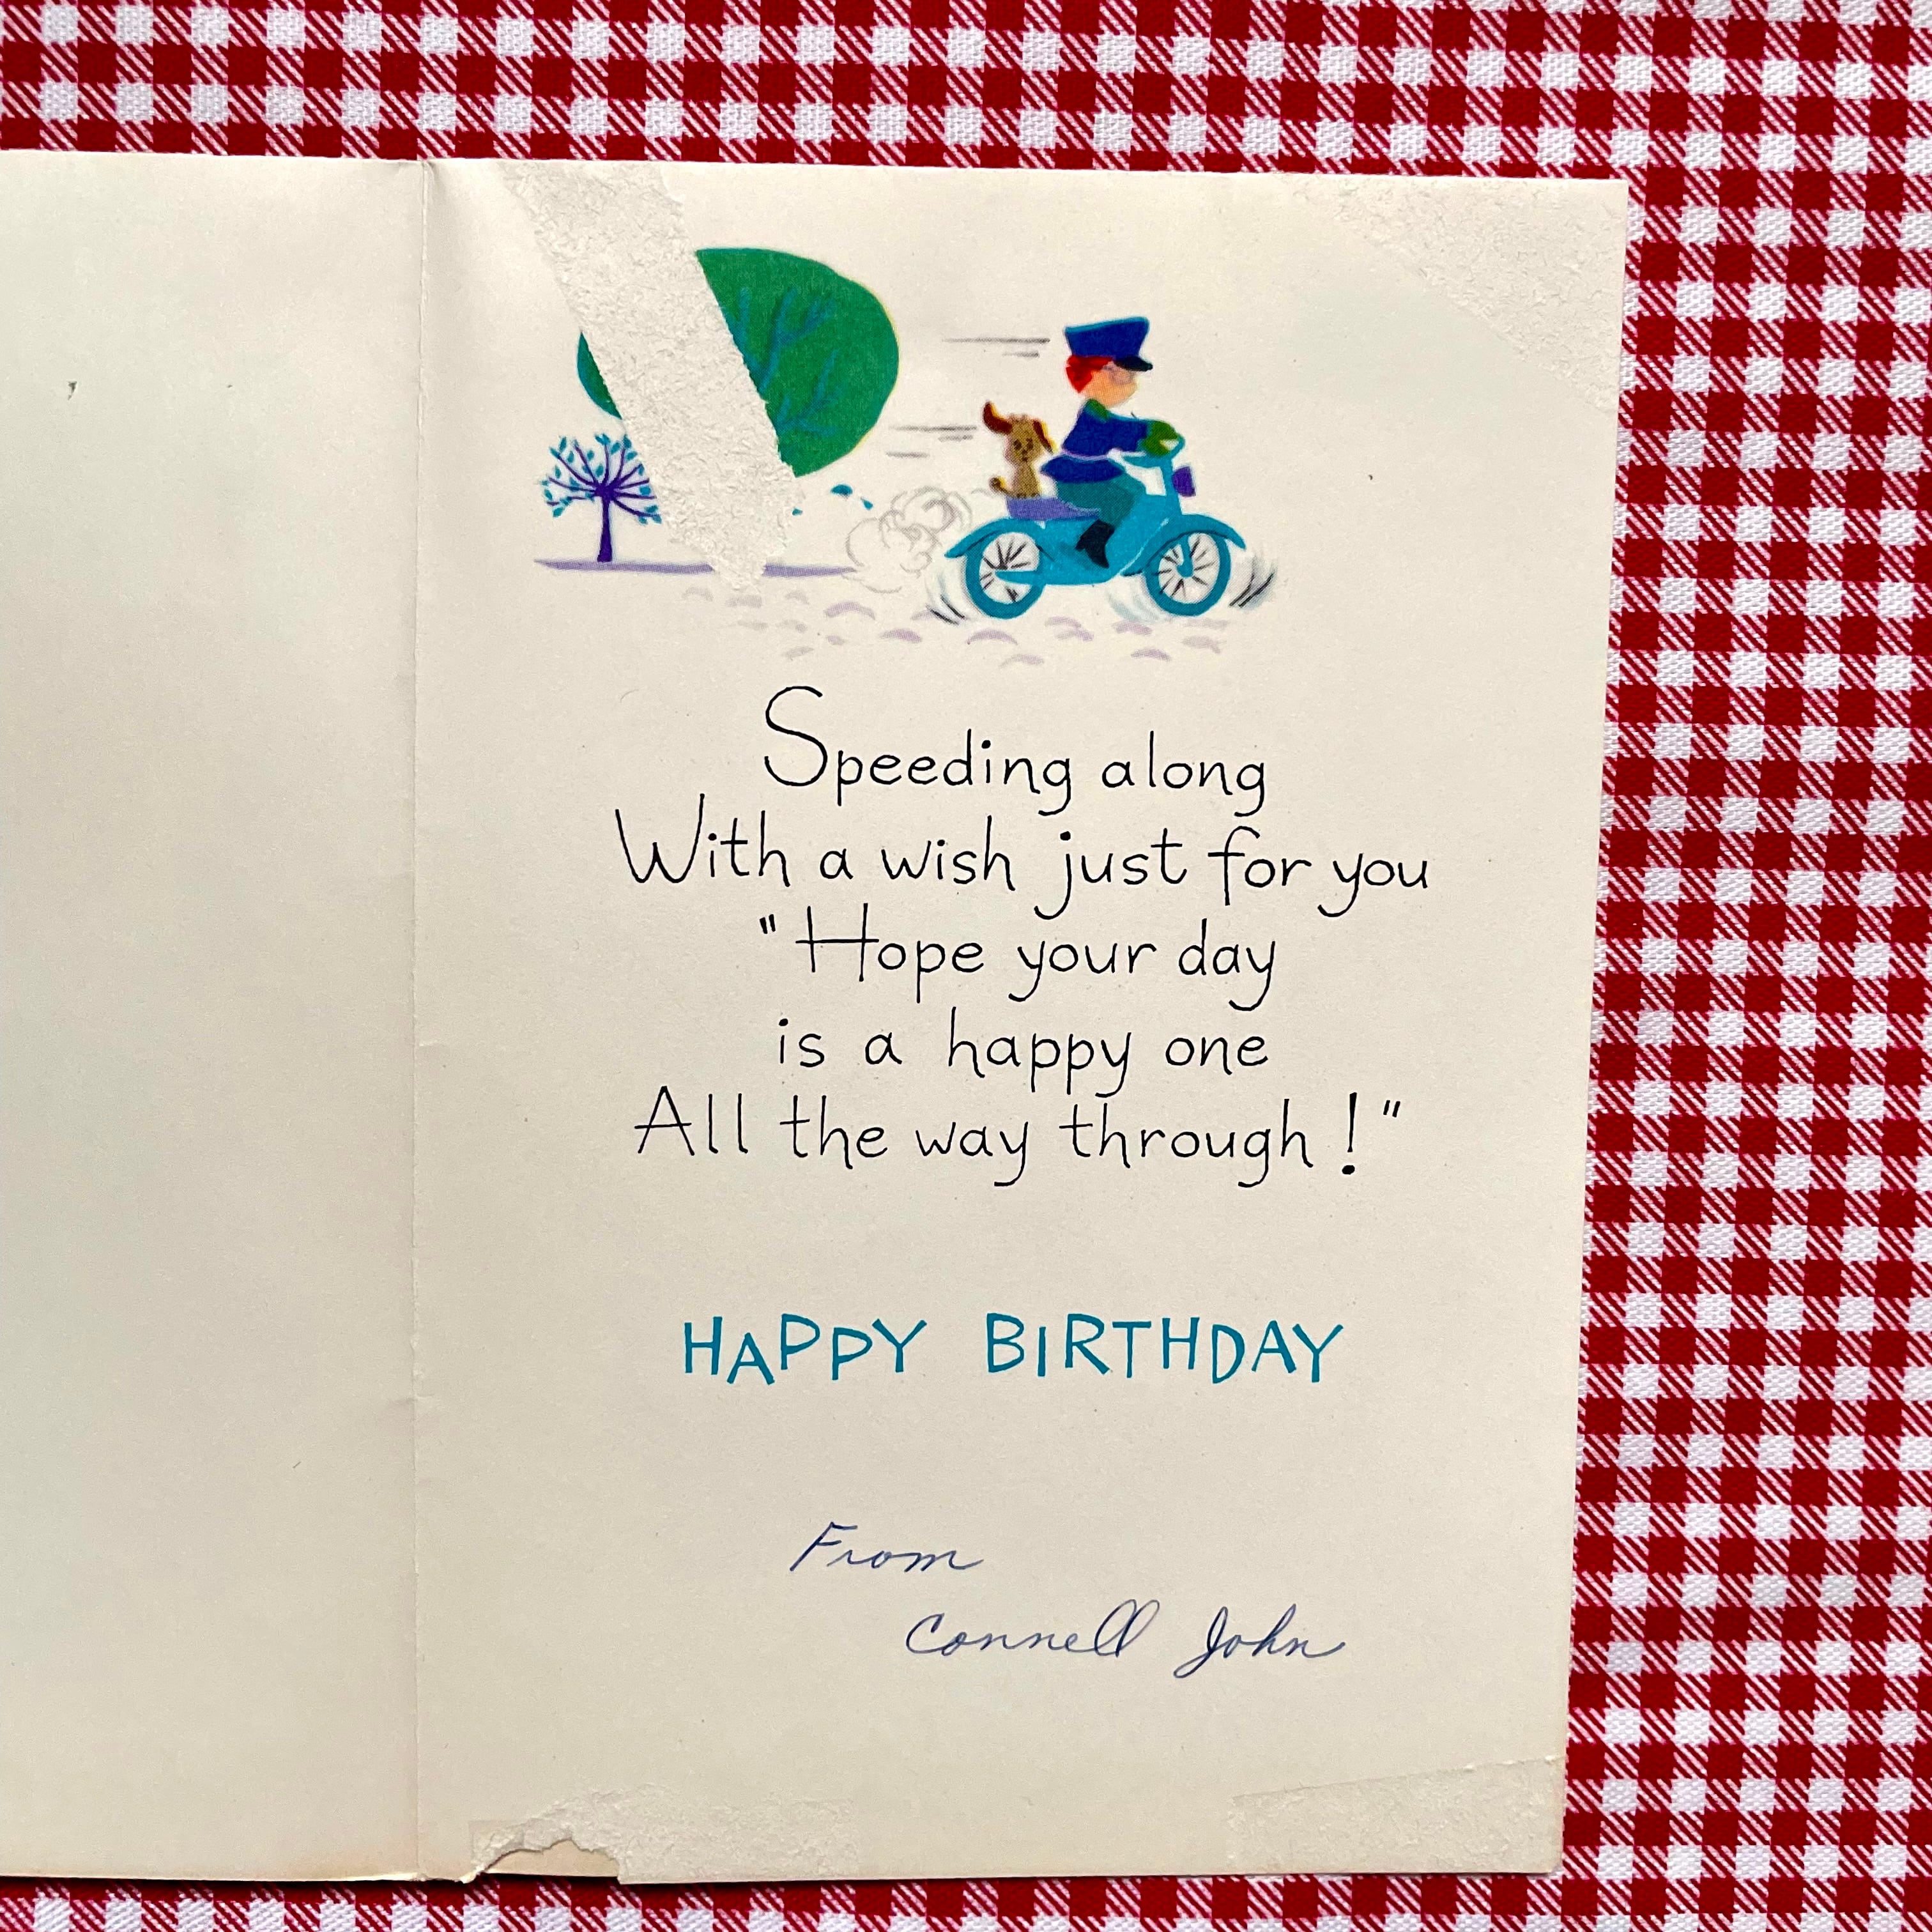 Speeding along
With a wish just for you
"Hope your day
is a happy one
All the way through!"
HAPPY BIRTHDAY
From
Connell John